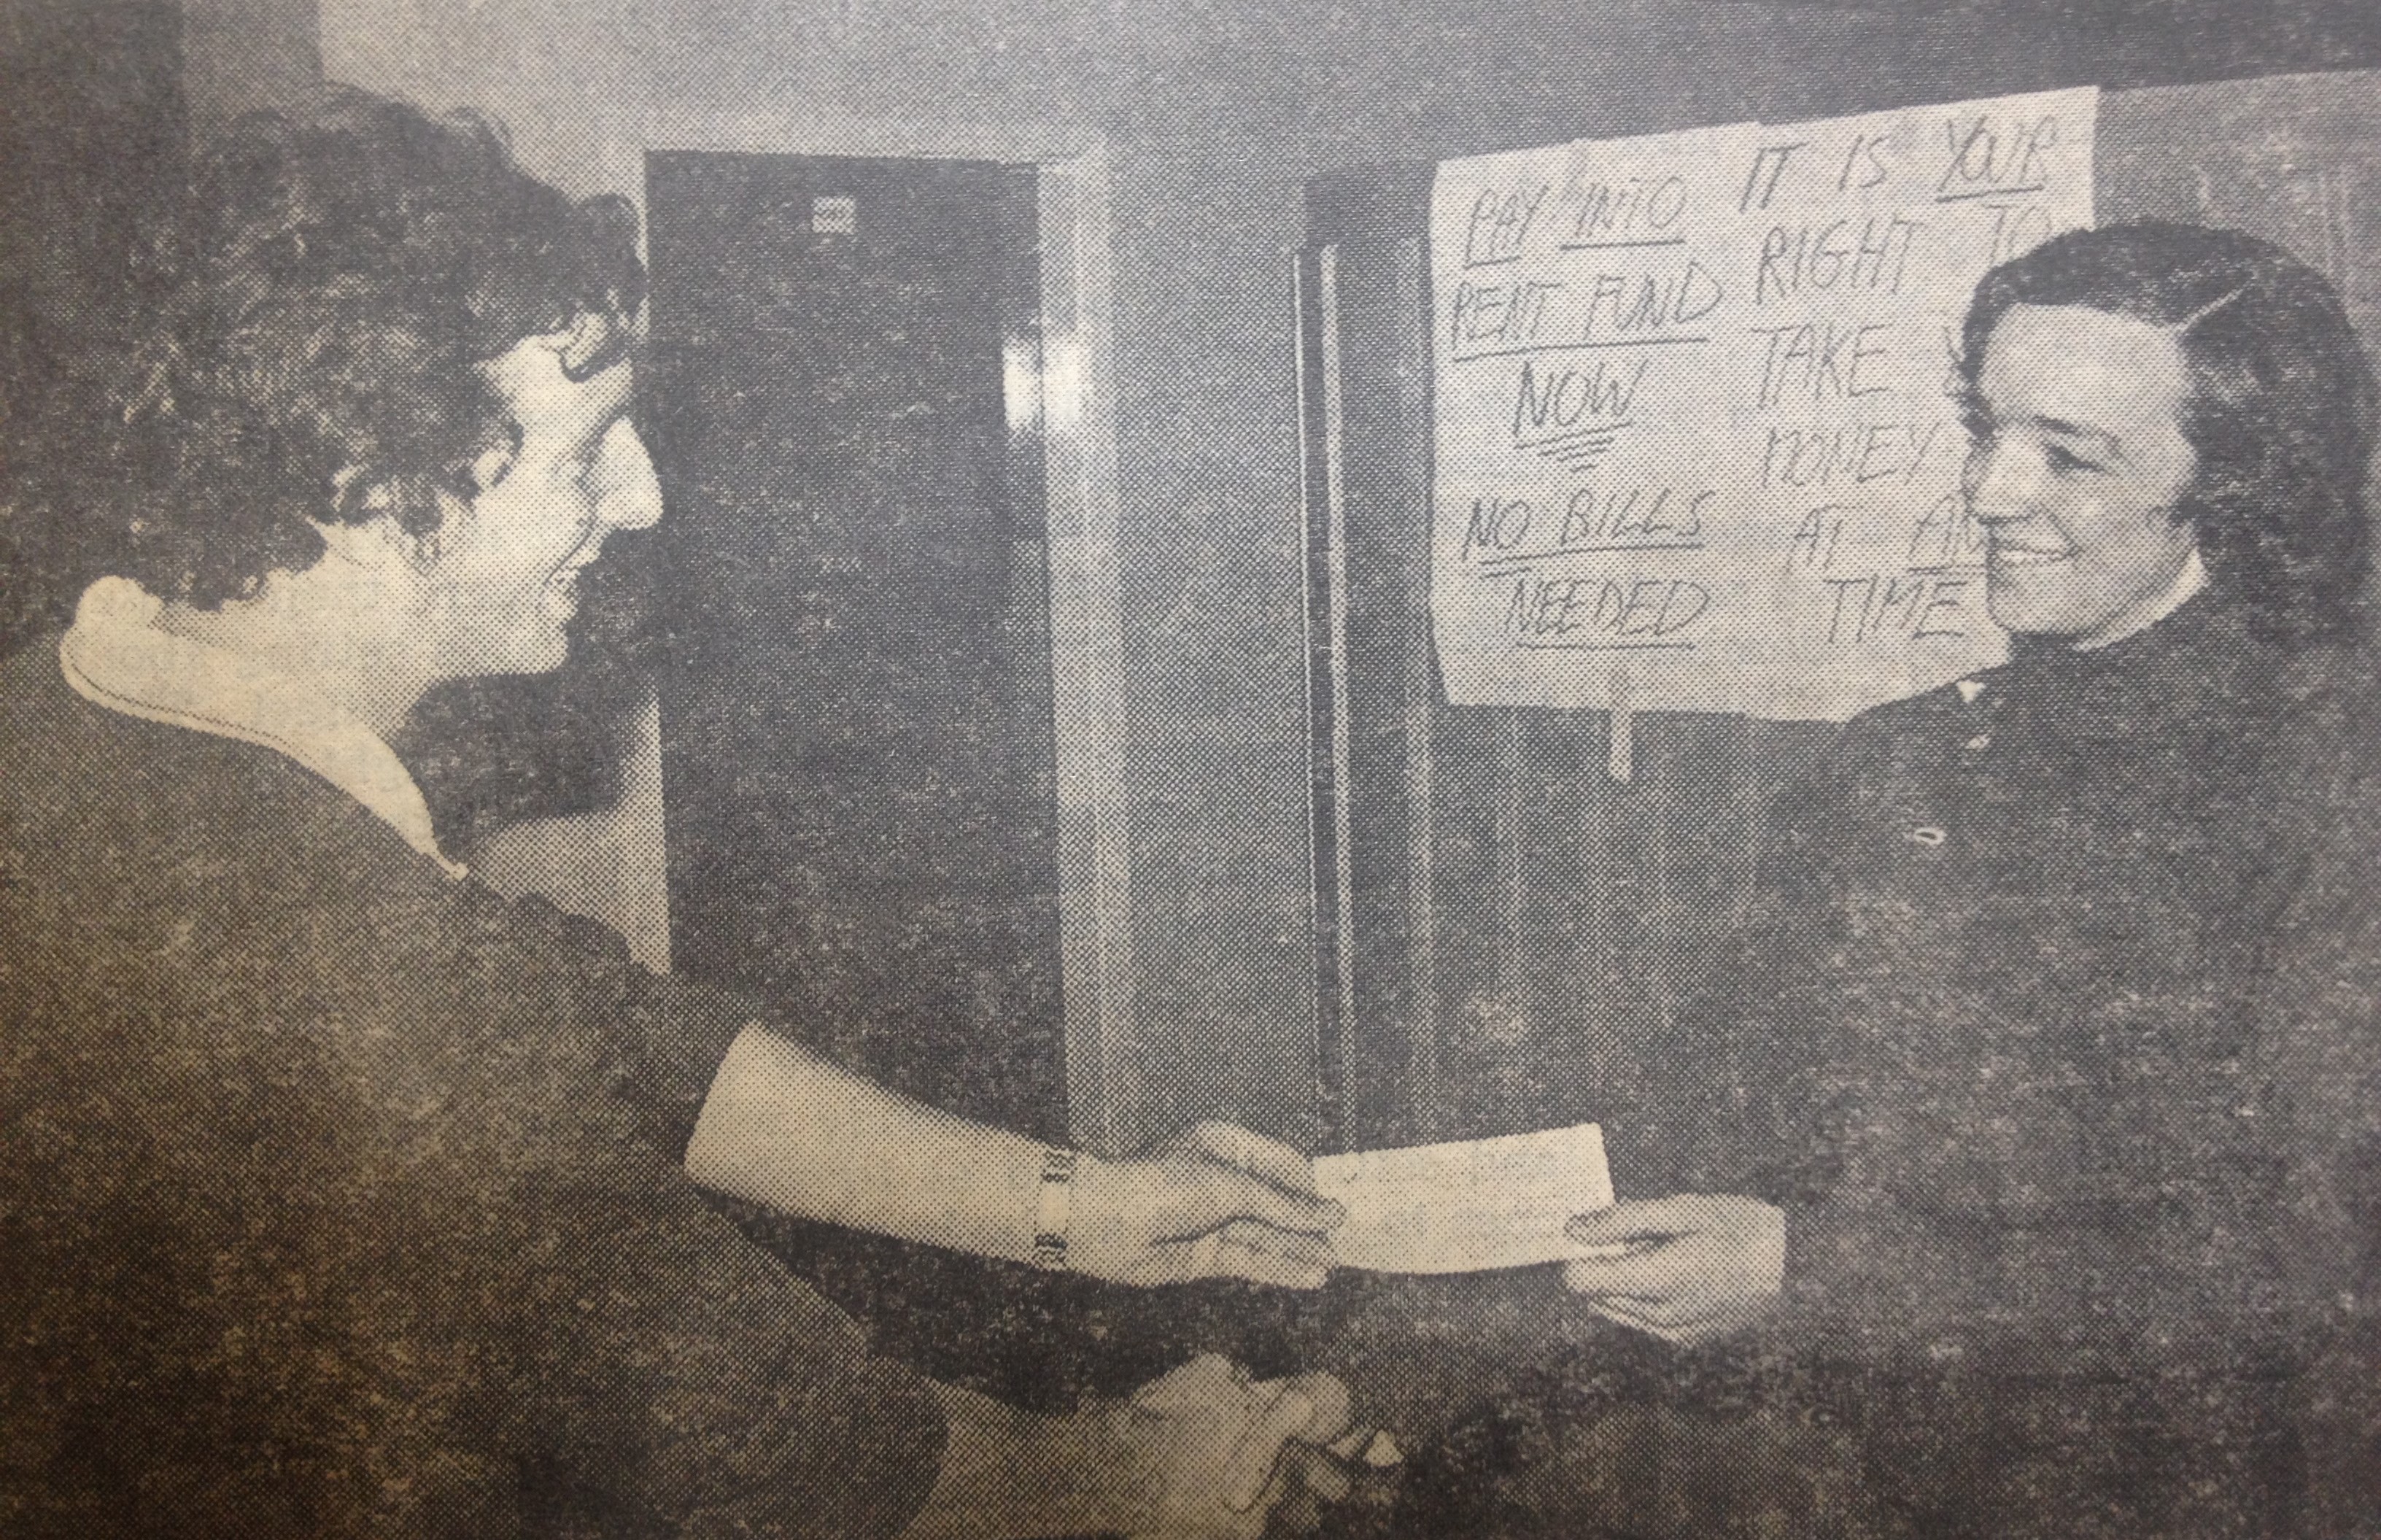 PAY INTO
RENT FUND
NOW
NO BILLS
NEEDED
IT IS YOUR
RIGHT TO
TAKE
MONEY
AT
TIME